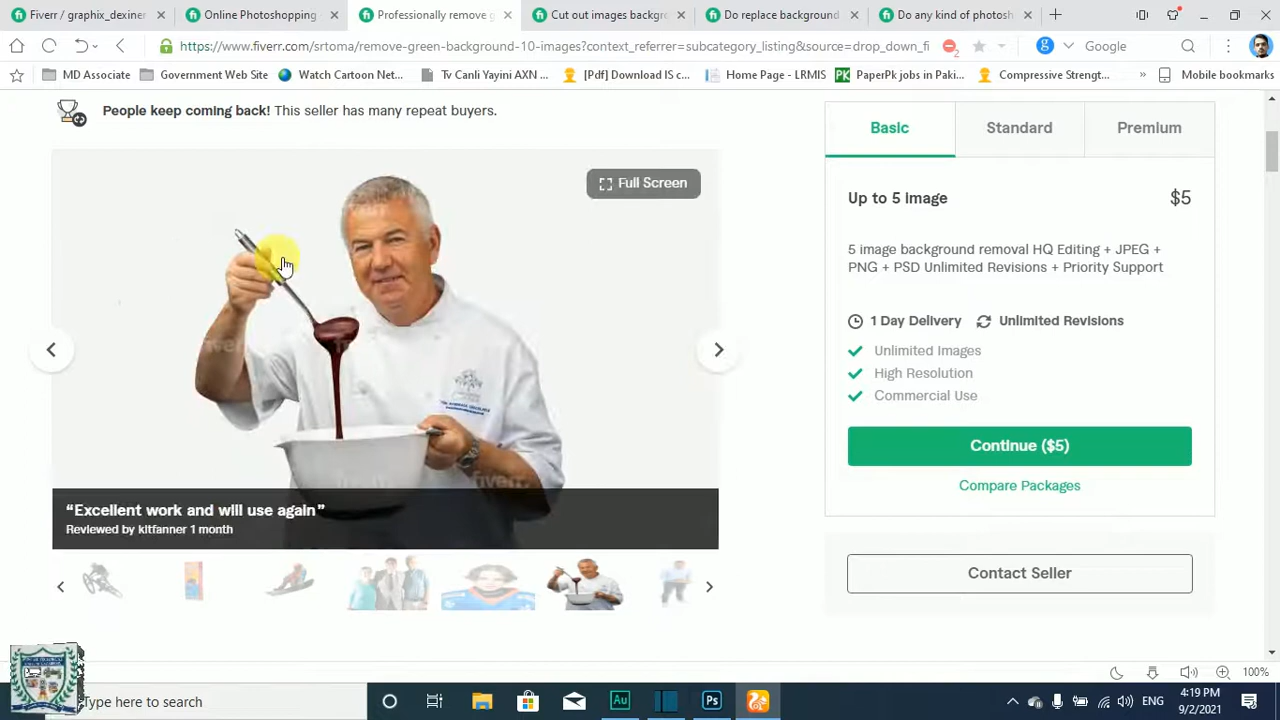 Fiverr / graphix_dexiner
Online Photoshopping
Professionally remove g
Cut out images backgro
Do replace background
Do any kind of photosh
https://www.fiverr.com/srtoma/remove-green-background-10-images?context_referrer=subcategory_listing&source=drop_down_fi
2
Google
MD Associate
Government Web Site
Watch Cartoon Net...
Tv Canli Yayini AXN ...
[Pdf] Download IS c...
Home Page - LRMIS
PaperPk jobs in Paki...
Compressive Strengt...
»
Mobile bookmarks
People keep coming back! This seller has many repeat buyers.
Full Screen
“Excellent work and will use again”
Reviewed by kitfanner 1 month
Basic
Standard
Premium
Up to 5 image
$5
5 image background removal HQ Editing + JPEG +
PNG + PSD Unlimited Revisions + Priority Support
1 Day Delivery
Unlimited Revisions
Unlimited Images
High Resolution
Commercial Use
Continue ($5)
Compare Packages
Contact Seller
100%
Type here to search
Au
Ps
ENG
4:19 PM
9/2/2021